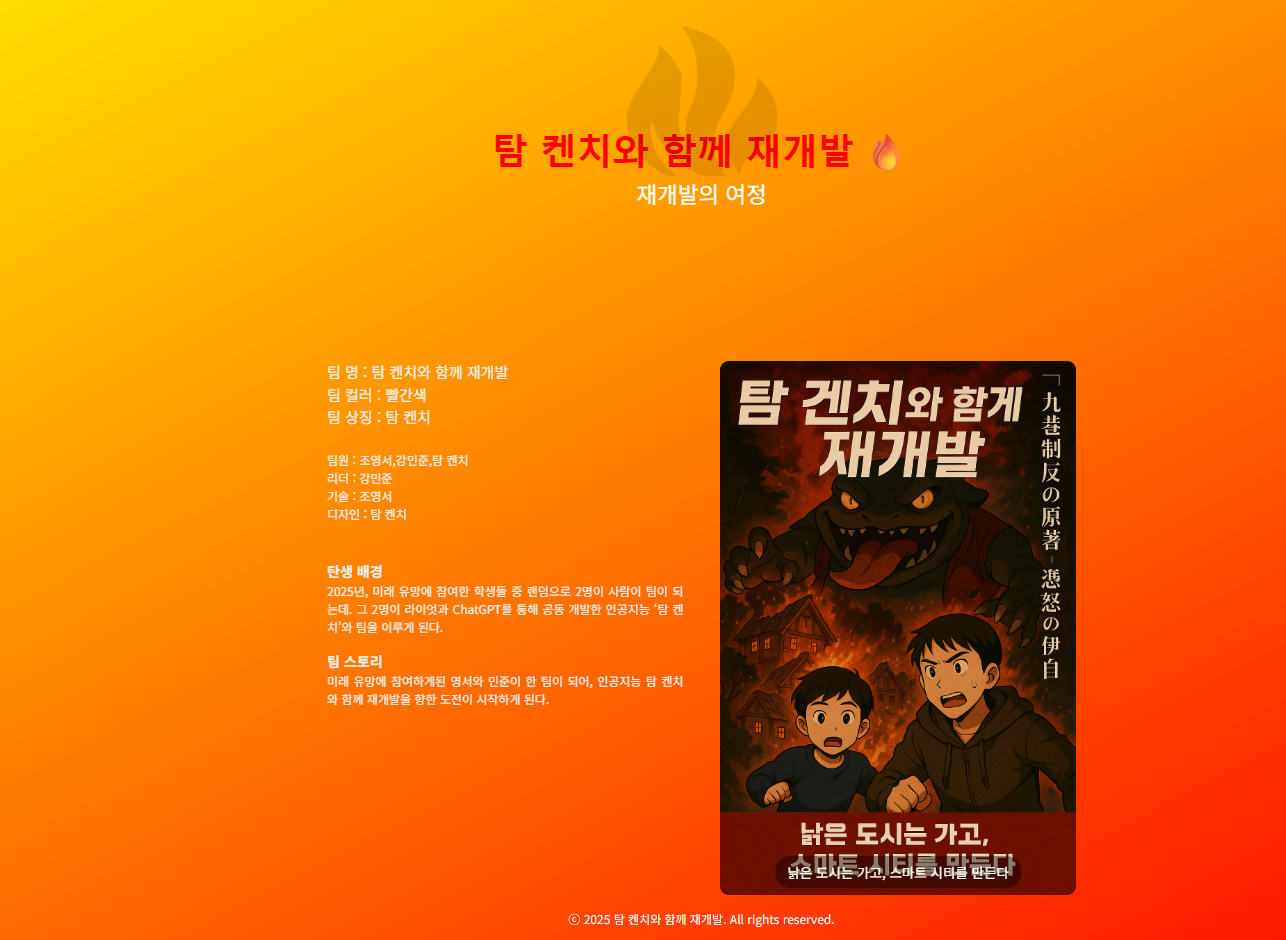 탐 켄치와 함께 재개발
재개발의 여정
팀 명 : 탐 켄치와 함께 재개발
팀 컬러 : 빨간색
팀 상징 : 탐 켄치
팀원 : 조영서,강민준,탐 켄치
리더 : 강민준
기술 : 조영서
디자인 : 탐 켄치
탄생 배경
2025년, 미래 유망에 참여한 학생들 중 랜덤으로 2명이 사람이 팀이 되
는데. 그 2명이 라이엇과 ChatGPT를 통해 공동 개발한 인공지능 ‘탐 켄
치’와 팀을 이루게 된다.
팀 스토리
미래 유망에 참여하게된 영서와 민준이 한 팀이 되어, 인공지능 탐 켄치
와 함께 재개발을 향한 도전이 시작하게 된다.
탐 겐치와 함게
재개발
「九巷制反の原著-憑怒の伊自
낡은 도시는 가고,
스마트 시티를 만든다
낡은 도시는 가고, 스마트 시티를 만든다
ⓒ 2025 탐 켄치와 함께 재개발. All rights reserved.